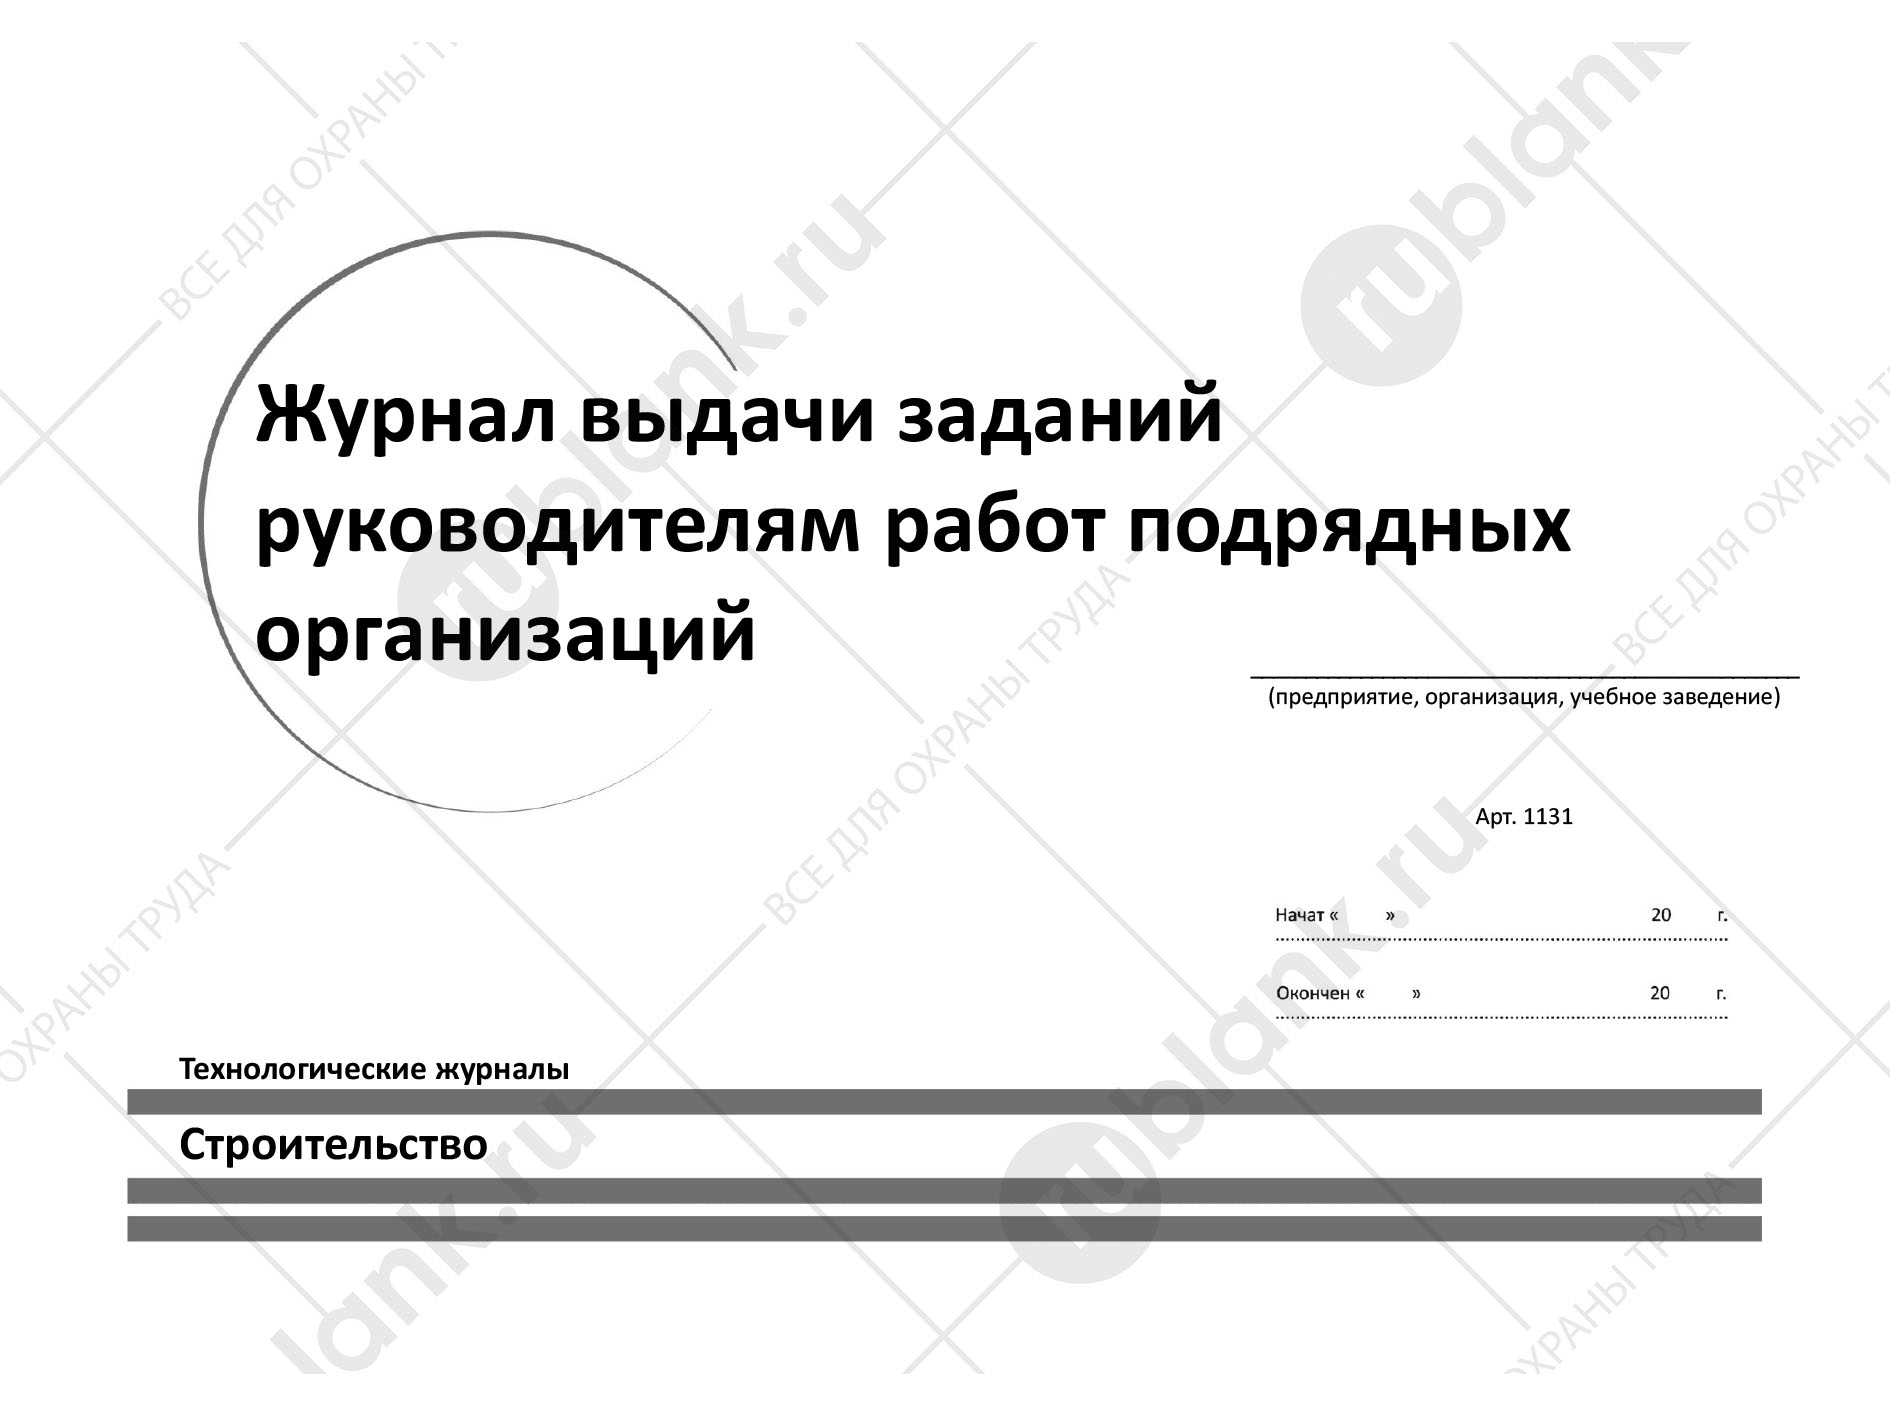 Журнал выдачи заданий
руководителям работ подрядных
организаций
(предприятие, организация, учебное заведение)
Арт. 1131
Начат « » 20 г.
Окончен « » 20 г.
Технологические журналы
Строительство
ВСЕ ДЛЯ ОХРАНЫ ТРУДА
rublank.ru